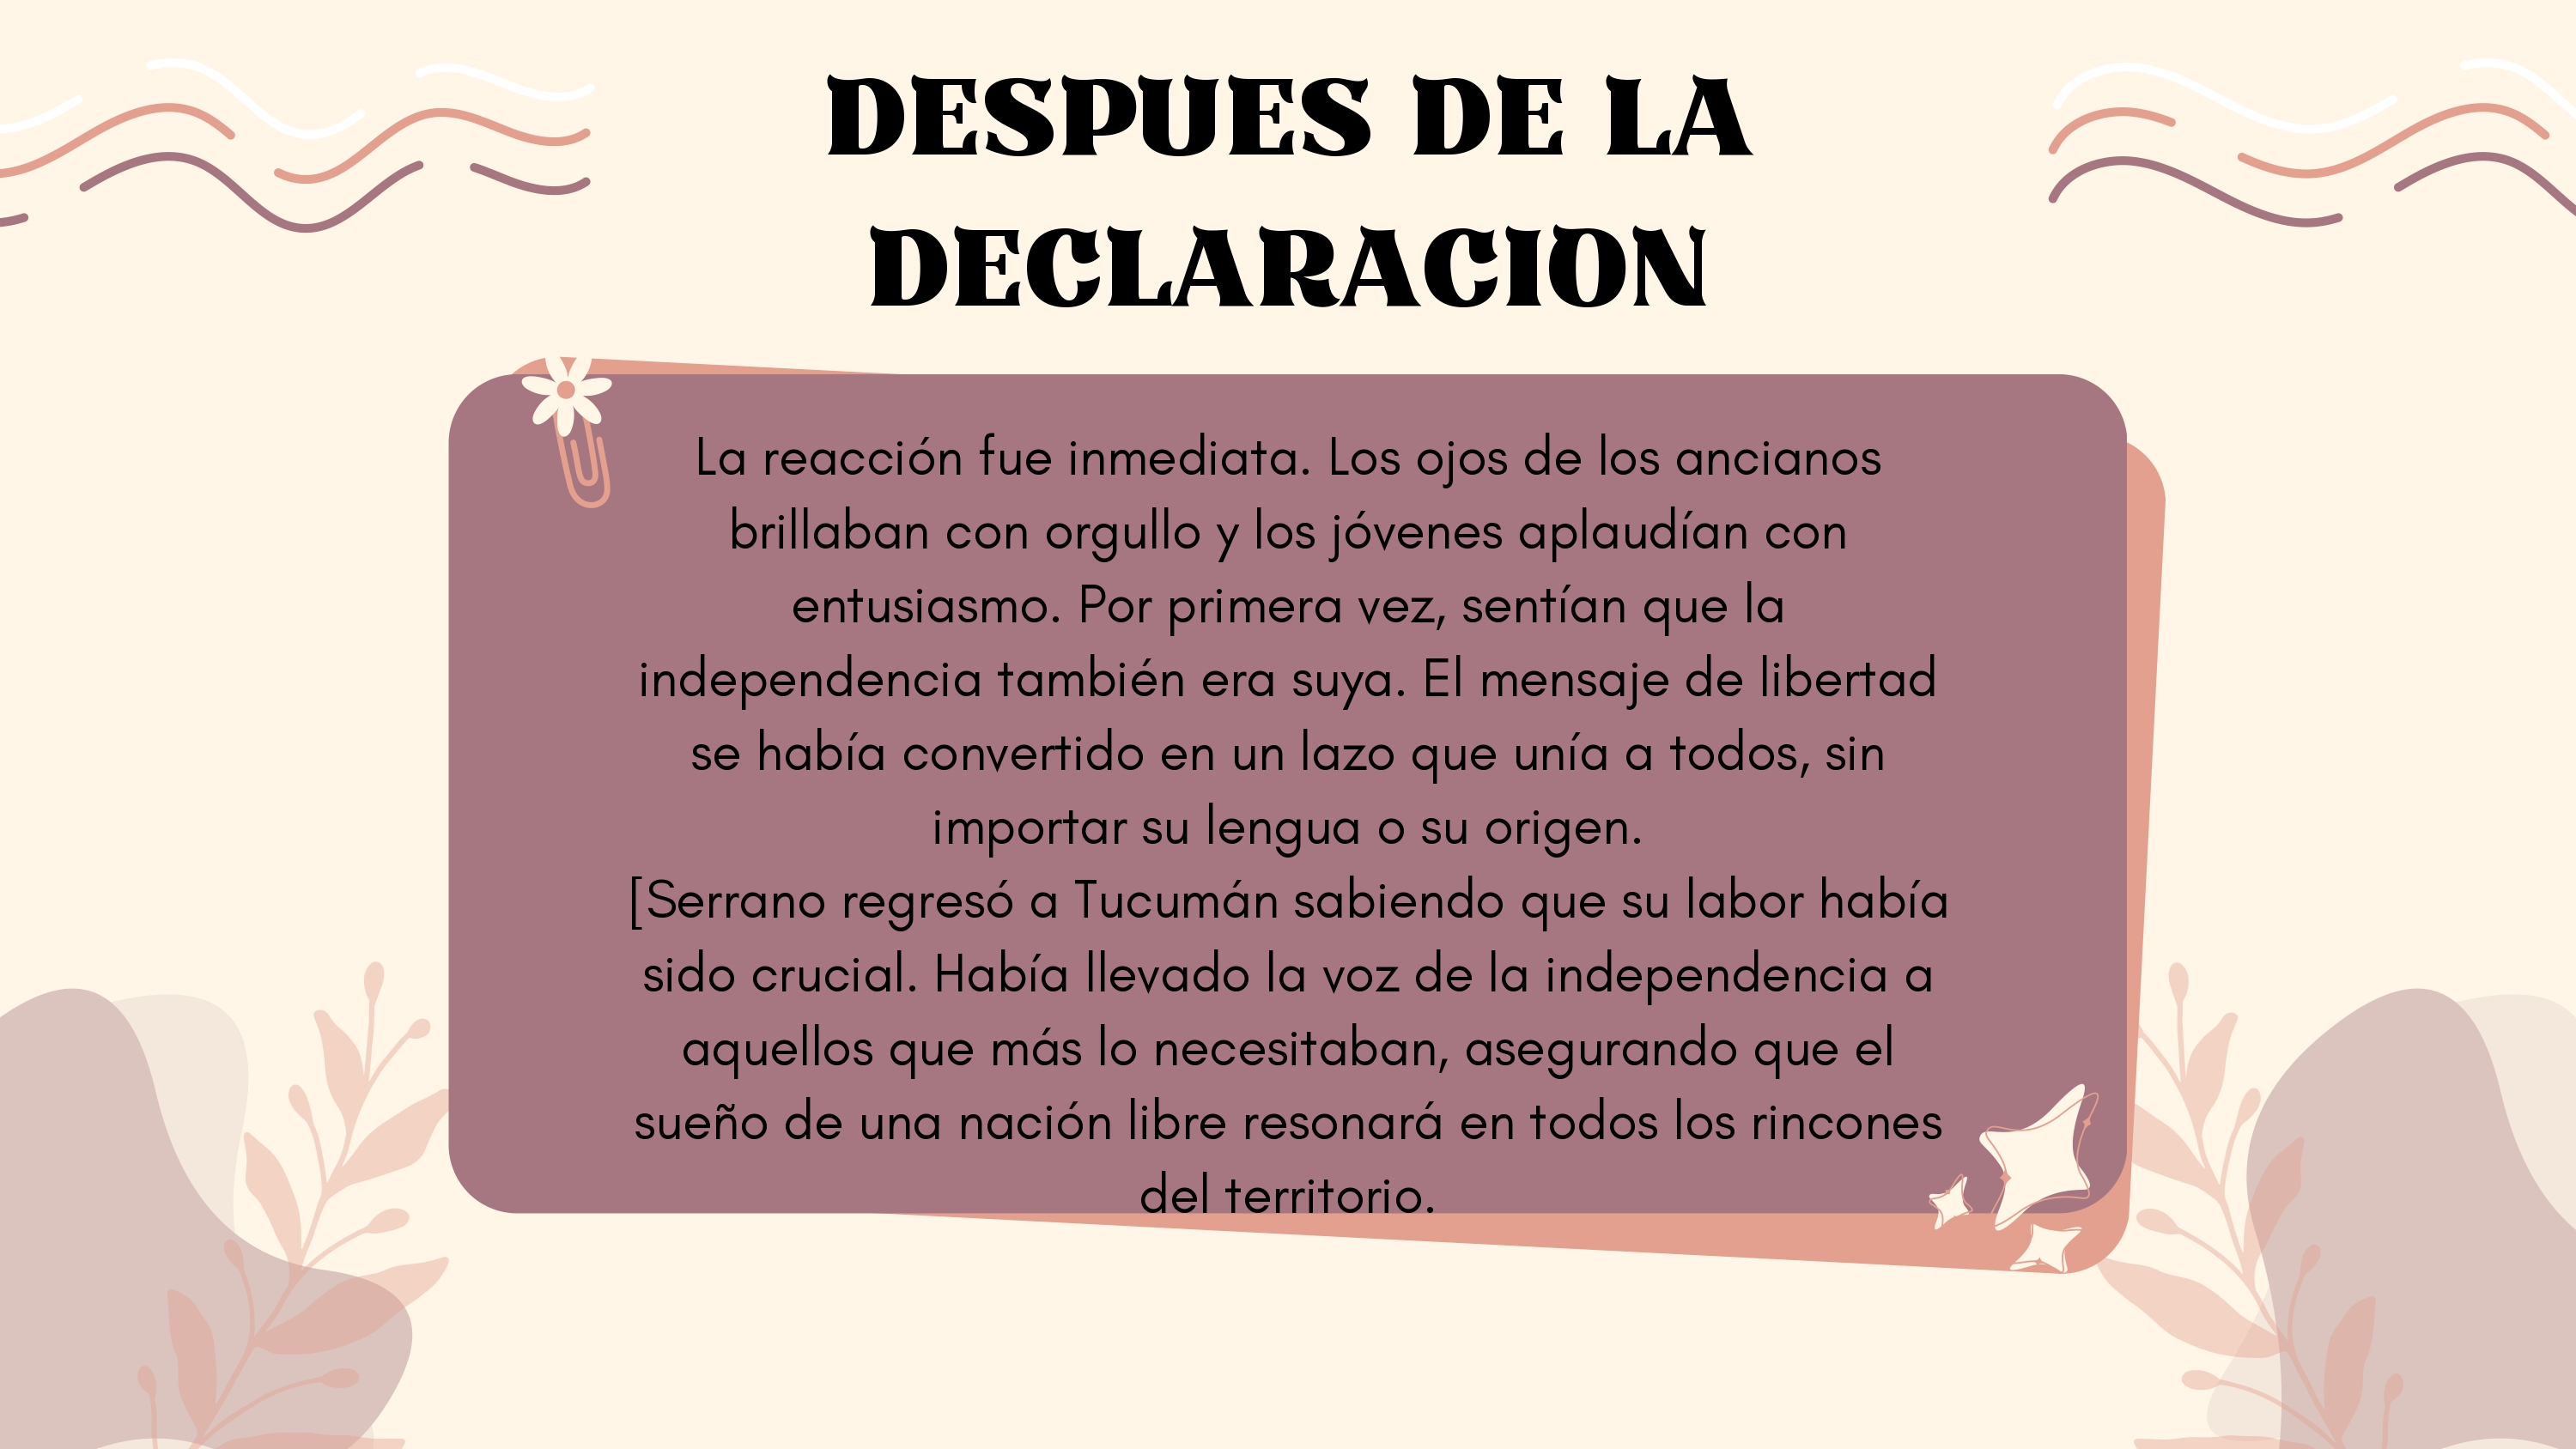 DESPUES DE LA
DECLARACION
La reacción fue inmediata. Los ojos de los ancianos
brillaban con orgullo y los jóvenes aplaudían con
entusiasmo. Por primera vez, sentían que la
independencia también era suya. El mensaje de libertad
se había convertido en un lazo que unía a todos, sin
importar su lengua o su origen.
[Serrano regresó a Tucumán sabiendo que su labor había
sido crucial. Había llevado la voz de la independencia a
aquellos que más lo necesitaban, asegurando que el
sueño de una nación libre resonará en todos los rincones
del territorio.